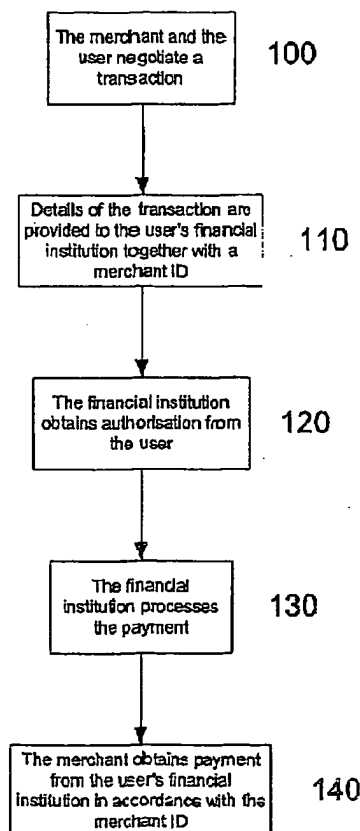 The merchant and the
user negotiate a
transaction
100
Details of the transaction are
provided to the user's financial
institution together with a
merchant ID
110
The financial institution
obtains authorisation from
the user
120
The financial
institution processes
the payment
130
The merchant obtains payment
from the user's financial
institution in accordance with the
merchant ID
140